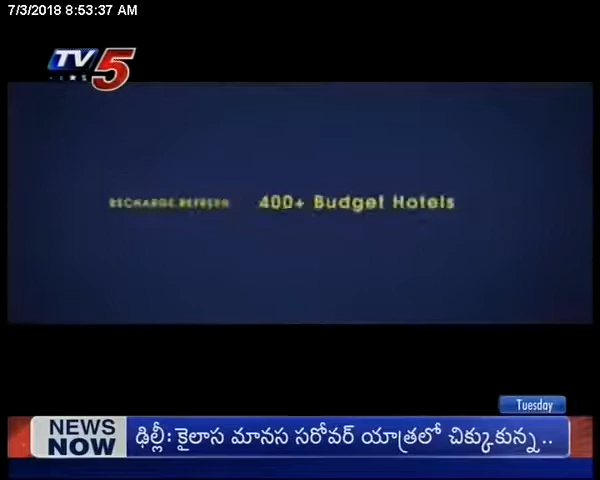 7/3/2018 8:53:37 AM
TV5
NEWS
RECHARGE. REFRESH 400+ Budget Hotels
Tuesday
NEWS NOW
ఢిల్లీ: కైలాస మానస సరోవర్ యాత్రలో చిక్కుకున్న..